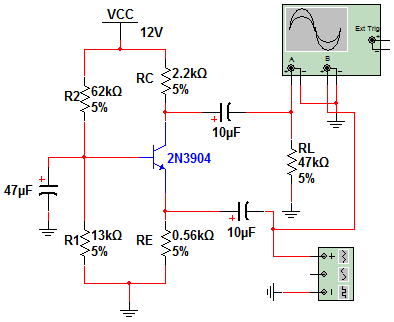 VCC
12V
Ext Trig
+
-
A
B
+
-
+
-
R2
62kΩ
5%
RC
2.2kΩ
5%
+
10µF
2N3904
RL
47kΩ
5%
+
47µF
R1
13kΩ
5%
RE
0.56kΩ
5%
+
10µF
+